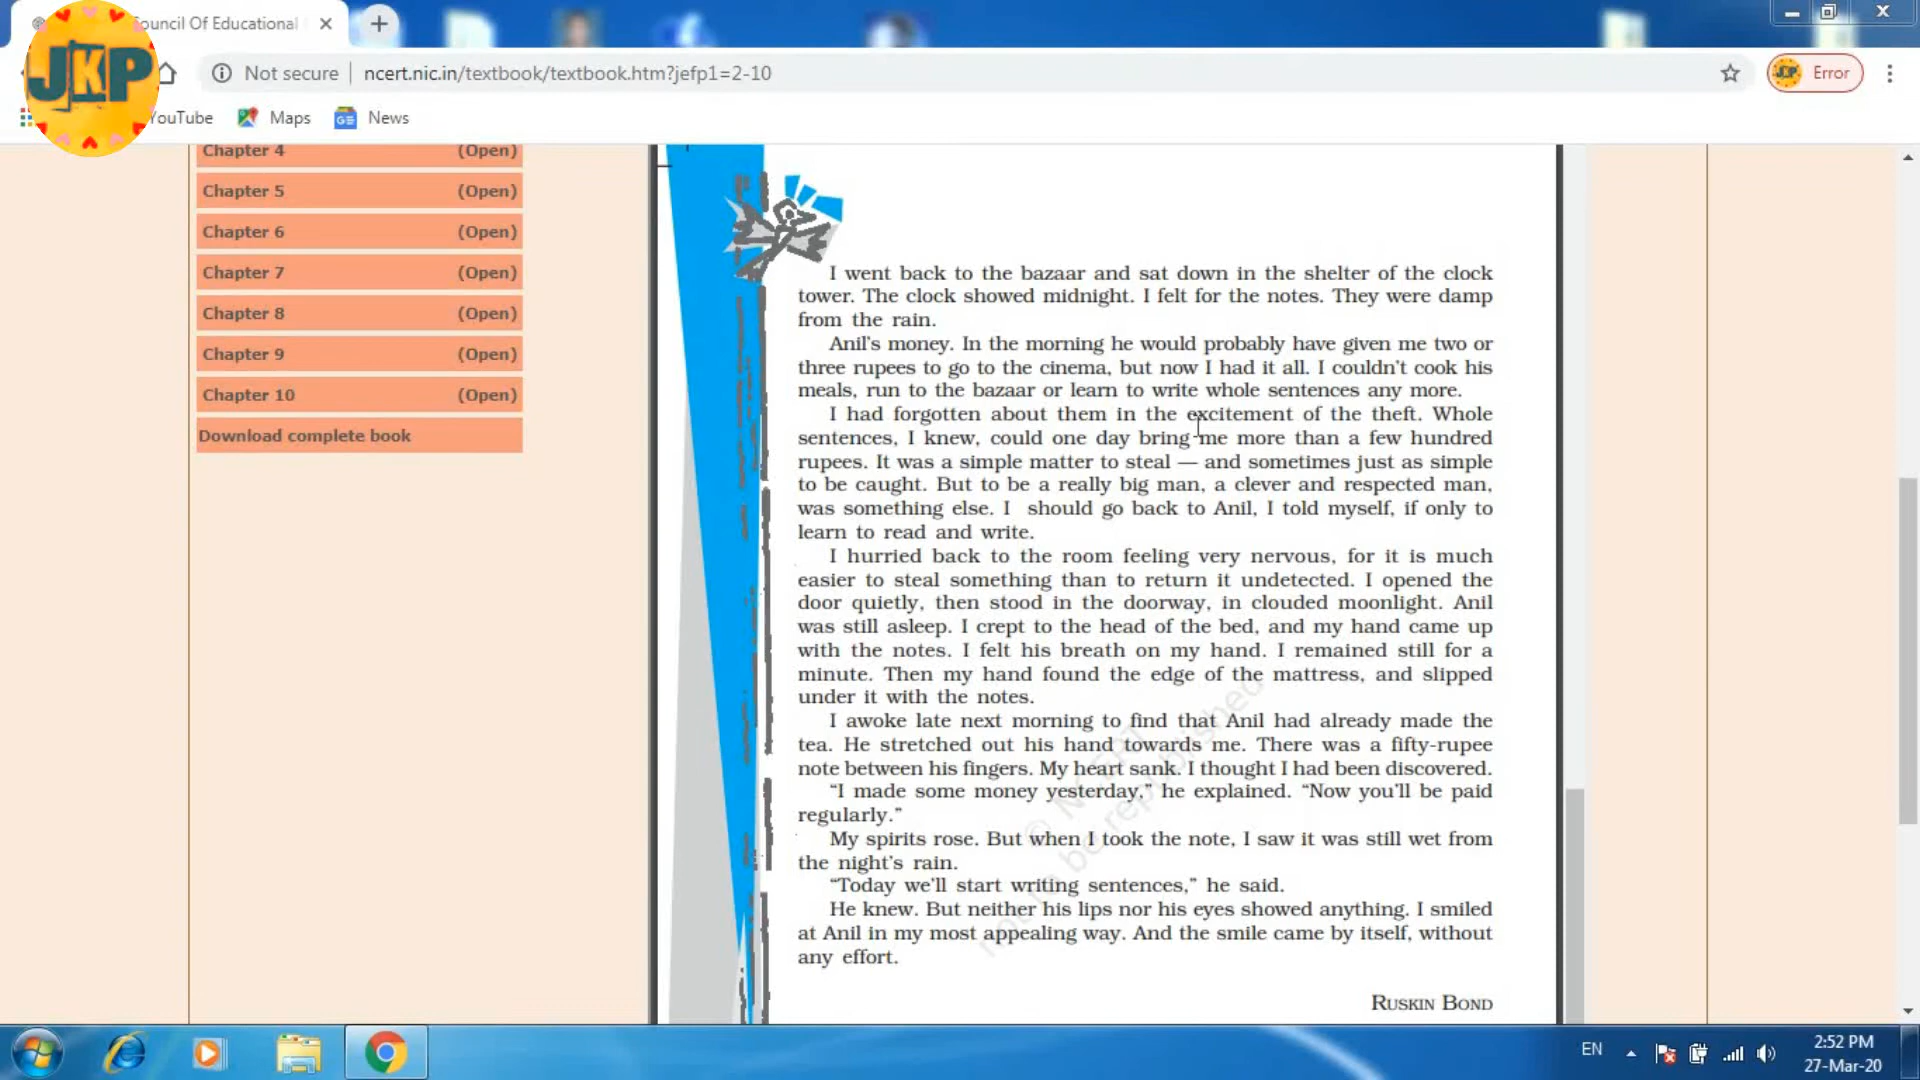 ouncil Of Educational
JKP
Not secure
ncert.nic.in/textbook/textbook.htm?jefp1=2-10
Error
YouTube
Maps
News
Chapter 4 (Open)
Chapter 5 (Open)
Chapter 6 (Open)
Chapter 7 (Open)
Chapter 8 (Open)
Chapter 9 (Open)
Chapter 10 (Open)
Download complete book
I went back to the bazaar and sat down in the shelter of the clock
tower. The clock showed midnight. I felt for the notes. They were damp
from the rain.
Anil's money. In the morning he would probably have given me two or
three rupees to go to the cinema, but now I had it all. I couldn't cook his
meals, run to the bazaar or learn to write whole sentences any more.
I had forgotten about them in the excitement of the theft. Whole
sentences, I knew, could one day bring me more than a few hundred
rupees. It was a simple matter to steal — and sometimes just as simple
to be caught. But to be a really big man, a clever and respected man,
was something else. I should go back to Anil, I told myself, if only to
learn to read and write.
I hurried back to the room feeling very nervous, for it is much
easier to steal something than to return it undetected. I opened the
door quietly, then stood in the doorway, in clouded moonlight. Anil
was still asleep. I crept to the head of the bed, and my hand came up
with the notes. I felt his breath on my hand. I remained still for a
minute. Then my hand found the edge of the mattress, and slipped
under it with the notes.
I awoke late next morning to find that Anil had already made the
tea. He stretched out his hand towards me. There was a fifty-rupee
note between his fingers. My heart sank. I thought I had been discovered.
“I made some money yesterday,” he explained. “Now you'll be paid
regularly.”
My spirits rose. But when I took the note, I saw it was still wet from
the night's rain.
“Today we'll start writing sentences,” he said.
He knew. But neither his lips nor his eyes showed anything. I smiled
at Anil in my most appealing way. And the smile came by itself, without
any effort.
RUSKIN BOND
© NCERT
not to be republished
EN
2:52 PM
27-Mar-20